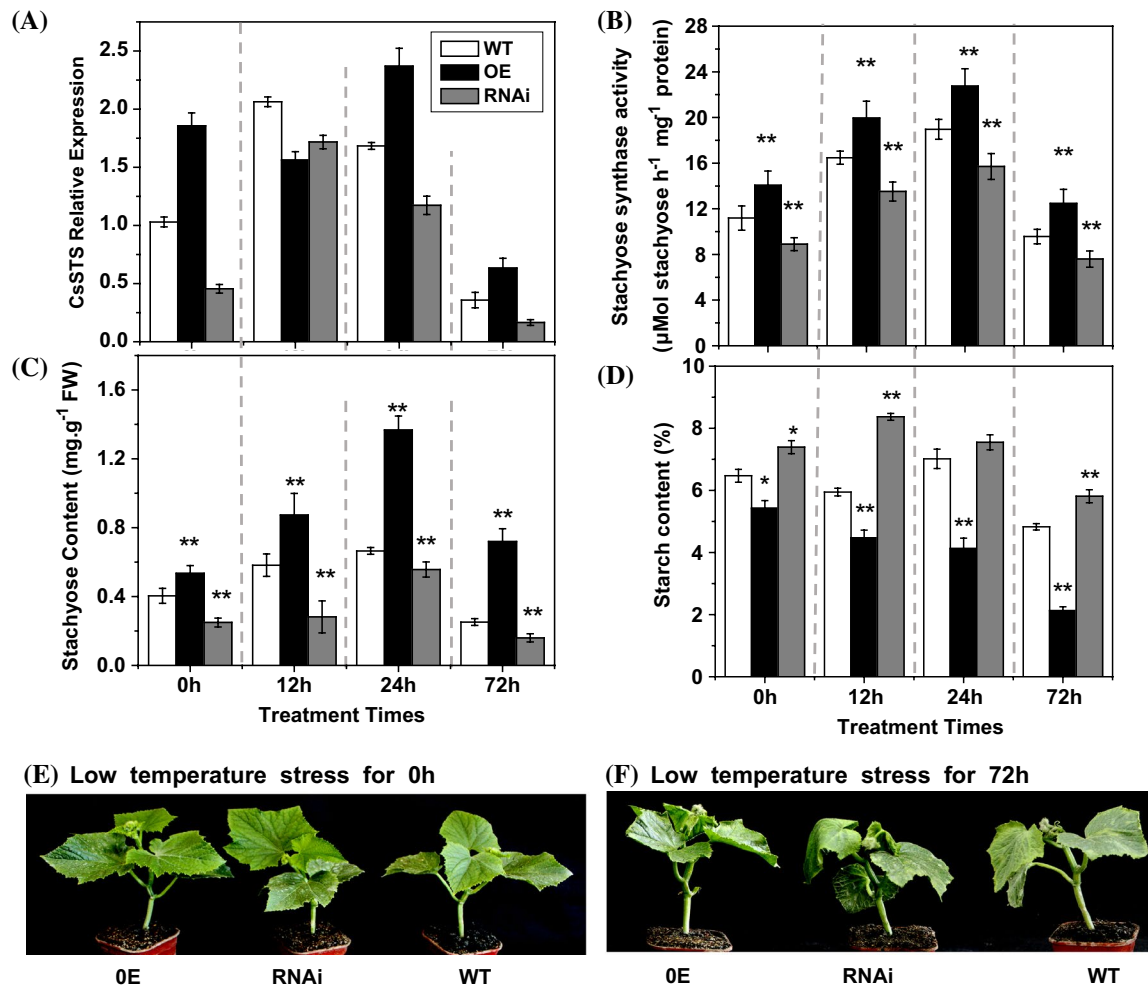 (A)
CsSTS Relative Expression
2.5
2.0
1.5
1.0
0.5
0.0
WT
OE
RNAi
(B)
Stachyose synthase activity
(µMol stachyose h-1 mg-1 protein)
28
24
20
16
12
8
4
0
** ** ** ** ** ** ** **
(C)
Stachyose Content (mg.g-1 FW)
1.6
1.2
0.8
0.4
0.0
** ** ** ** ** ** ** **
0h 12h 24h 72h
Treatment Times
(D)
Starch content (%)
10
8
6
4
2
0
* * ** ** ** ** **
0h 12h 24h 72h
Treatment Times
(E) Low temperature stress for 0h
0E RNAi WT
(F) Low temperature stress for 72h
0E RNAi WT